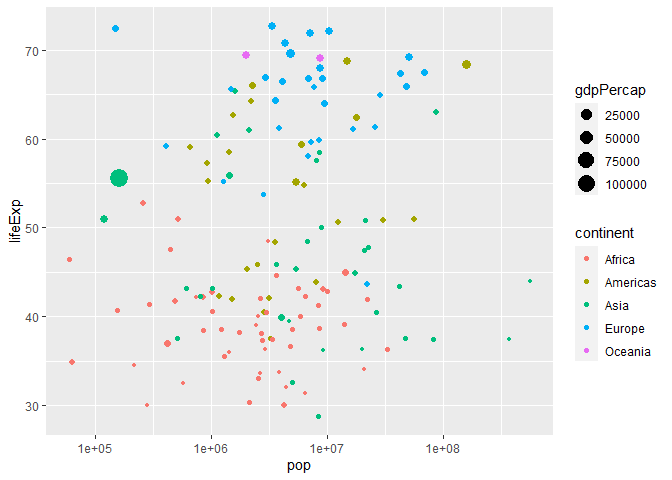 lifeExp
70
60
50
40
30
1e+05 1e+06 1e+07 1e+08
pop
gdpPercap
25000
50000
75000
100000
continent
Africa
Americas
Asia
Europe
Oceania